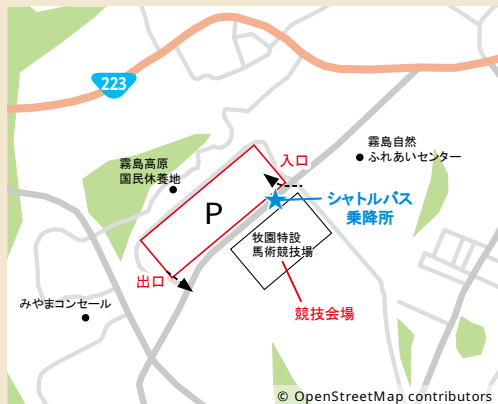 223
霧島自然
ふれあいセンター
入口
霧島高原
国民休養地
シャトルバス
乗降所
P
牧園特設
馬術競技場
出口
みやまコンセール
競技会場
© OpenStreetMap contributors